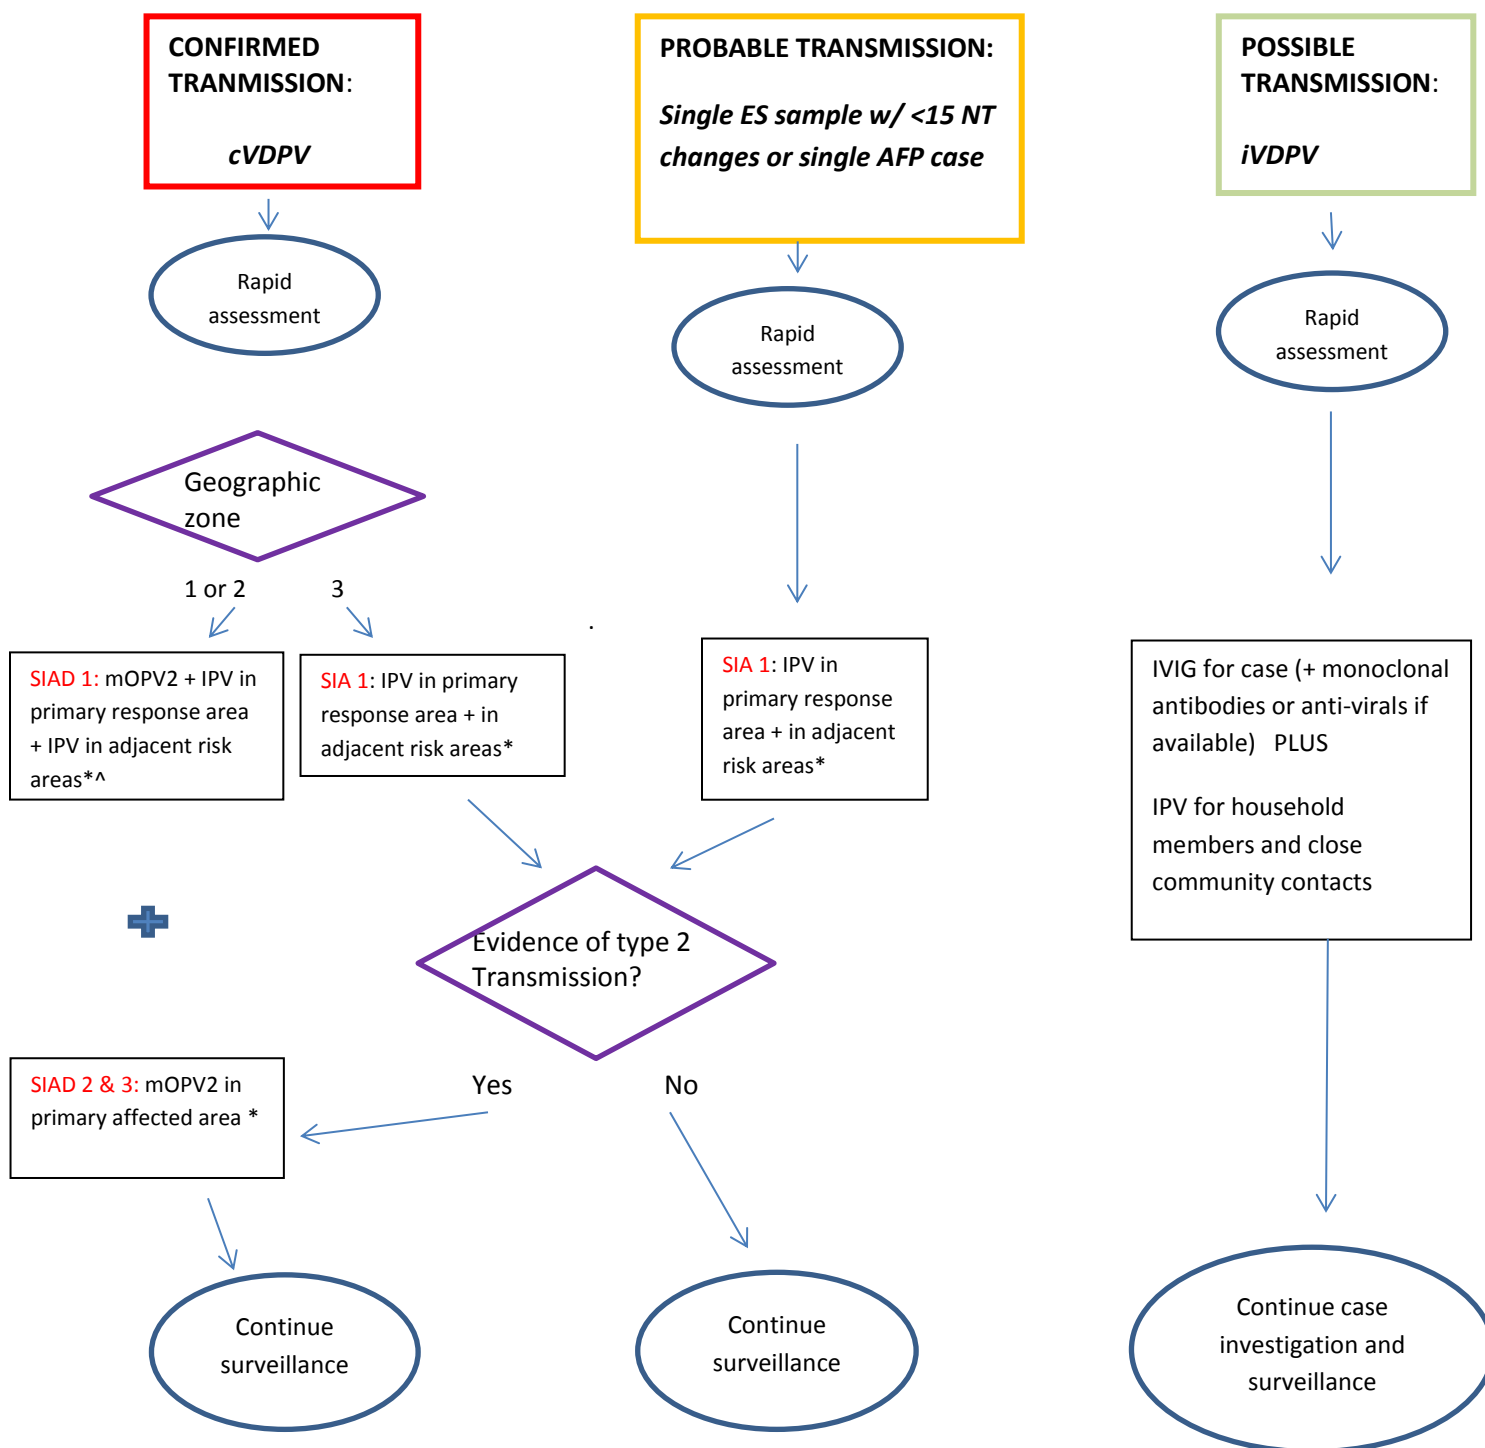 CONFIRMED
TRANMISSION:
cVDPV
PROBABLE TRANSMISSION:
Single ES sample w/ <15 NT
changes or single AFP case
POSSIBLE
TRANSMISSION:
iVDPV
Rapid
assessment
Rapid
assessment
Rapid
assessment
Geographic
zone
1 or 2
3
.
SIAD 1: mOPV2 + IPV in
primary response area
+ IPV in adjacent risk
areas*^
SIA 1: IPV in primary
response area + in
adjacent risk areas*
SIA 1: IPV in
primary response
area + in adjacent
risk areas*
IVIG for case (+ monoclonal
antibodies or anti-virals if
available) PLUS
IPV for household
members and close
community contacts
Evidence of type 2
Transmission?
Yes
No
SIAD 2 & 3: mOPV2 in
primary affected area *
Continue
surveillance
Continue
surveillance
Continue case
investigation and
surveillance